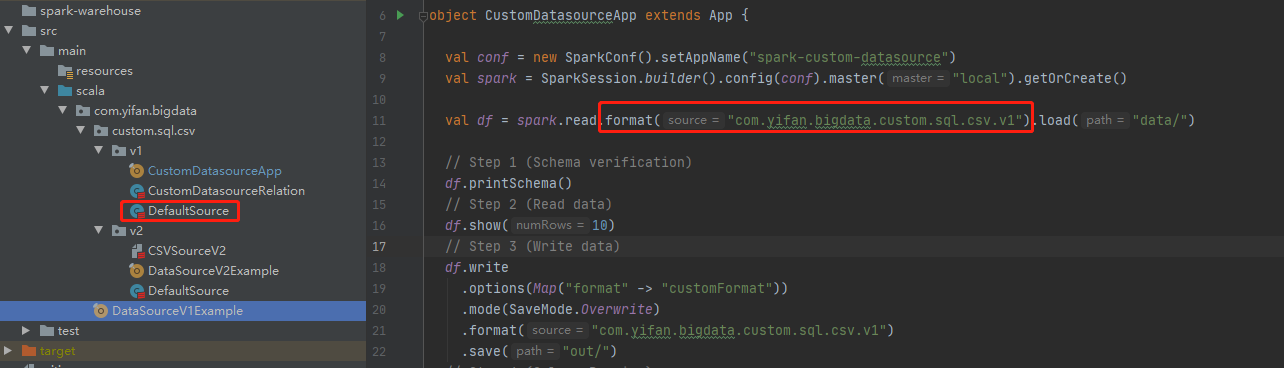 spark-warehouse
src
main
resources
scala
com.yifan.bigdata
custom.sql.csv
v1
CustomDatasourceApp
CustomDatasourceRelation
DefaultSource
v2
CSVSourceV2
DataSourceV2Example
DefaultSource
DataSourceV1Example
test
target
6 object CustomDatasourceApp extends App {
7
8 val conf = new SparkConf().setAppName("spark-custom-datasource")
9 val spark = SparkSession.builder().config(conf).master( master = "local").getOrCreate()
10
11 val df = spark.read.format( source = "com.yifan.bigdata.custom.sql.csv.v1").load( path = "data/")
12
13 // Step 1 (Schema verification)
14 df.printSchema()
15 // Step 2 (Read data)
16 df.show( numRows = 10)
17 // Step 3 (Write data)
18 df.write
19 .options(Map("format" -> "customFormat"))
20 .mode(SaveMode.Overwrite)
21 .format( source = "com.yifan.bigdata.custom.sql.csv.v1")
22 .save( path = "out/")